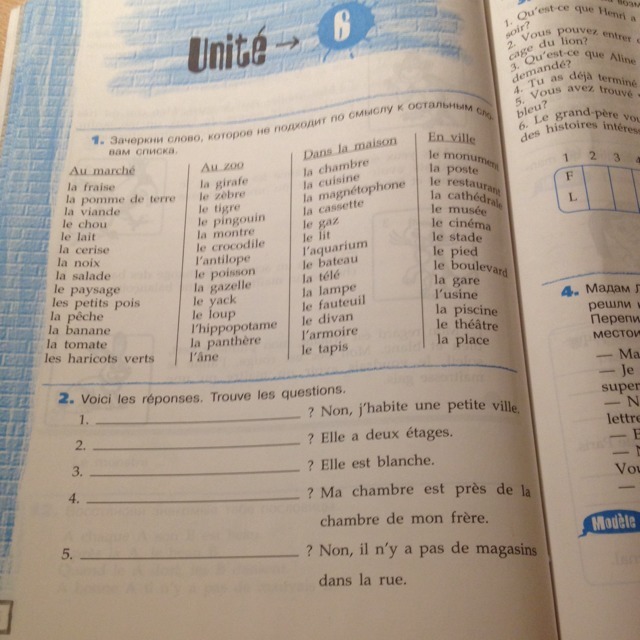 Unité → 6
1. Зачеркни слово, которое не подходит по смыслу к остальным
вам списка.
Au marché
la fraise
la pomme de terre
la viande
le chou
le lait
la cerise
la noix
la salade
le paysage
les petits pois
la pêche
la banane
la tomate
les haricots verts
Au zoo
la girafe
le zèbre
le tigre
le pingouin
la montre
le crocodile
l'antilope
le poisson
la gazelle
le yack
le loup
l'hippopotame
la panthère
l'âne
Dans la maison
la chambre
la cuisine
la magnétophone
la cassette
le gaz
le lit
l'aquarium
le bateau
la télé
la lampe
le fauteuil
le divan
l'armoire
le tapis
En ville
le monument
la poste
le restaurant
la cathédrale
le musée
le cinéma
le stade
le pied
le boulevard
la gare
l'usine
la piscine
le théâtre
la place
2. Voici les réponses. Trouve les questions.
1. ? Non, j'habite une petite ville.
2. ? Elle a deux étages.
3. ? Elle est blanche.
4. ? Ma chambre est près de la
chambre de mon frère.
5. ? Non, il n'y a pas de magasins
dans la rue.
1. Qu'est-ce que Henri a
soir?
2. Vous pouvez entrer
cage du lion?
3. Qu'est-ce que Aline
demandé?
4. Tu as déjà terminé
5. Vous avez trouvé
bleu?
6. Le grand-père
des histoires
1 2 3
F
L
4. Мадам
решли
Перепи
местои
— Ma
— Je
super
— N
lettre
— E
— N
Vou
—
Modèle